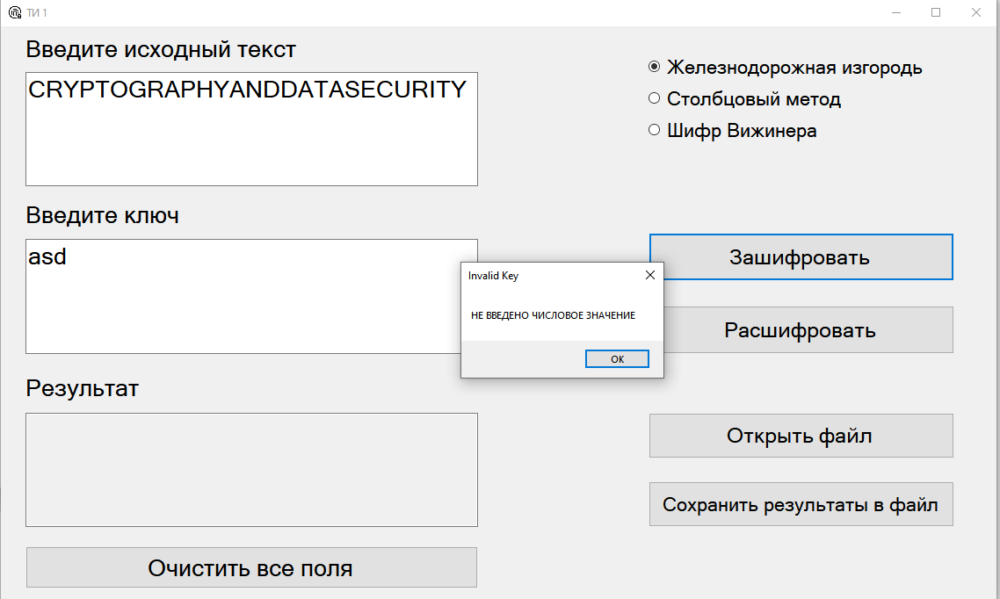 ТИ 1
Введите исходный текст
CRYPTOGRAPHYANDDATASECURITY
Железнодорожная изгородь
Столбцовый метод
Шифр Вижинера
Введите ключ
asd
Зашифровать
Расшифровать
Invalid Key
НЕ ВВЕДЕНО ЧИСЛОВОЕ ЗНАЧЕНИЕ
OK
Результат
Открыть файл
Сохранить результаты в файл
Очистить все поля